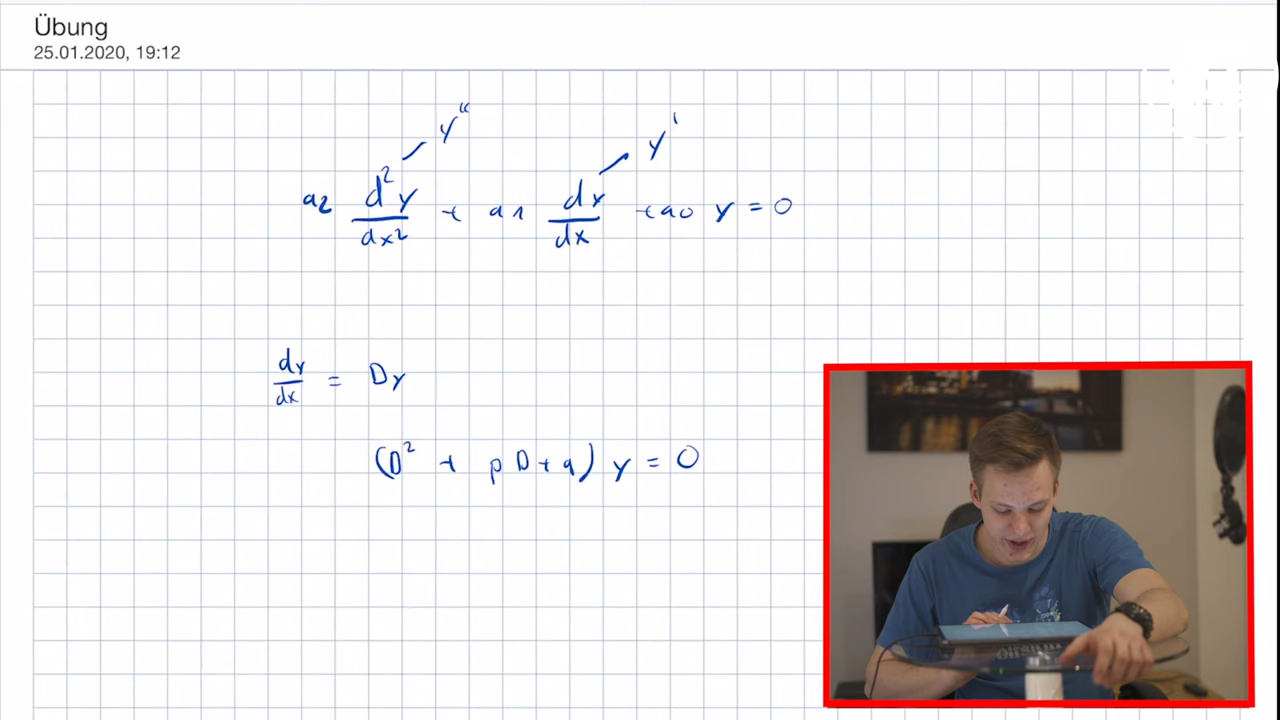 Übung
25.01.2020, 19:12
y" y'
a2 d²y/dx² + a1 dy/dx + a0 y = 0
dy/dx = Dy
(D² + pD + q) y = 0